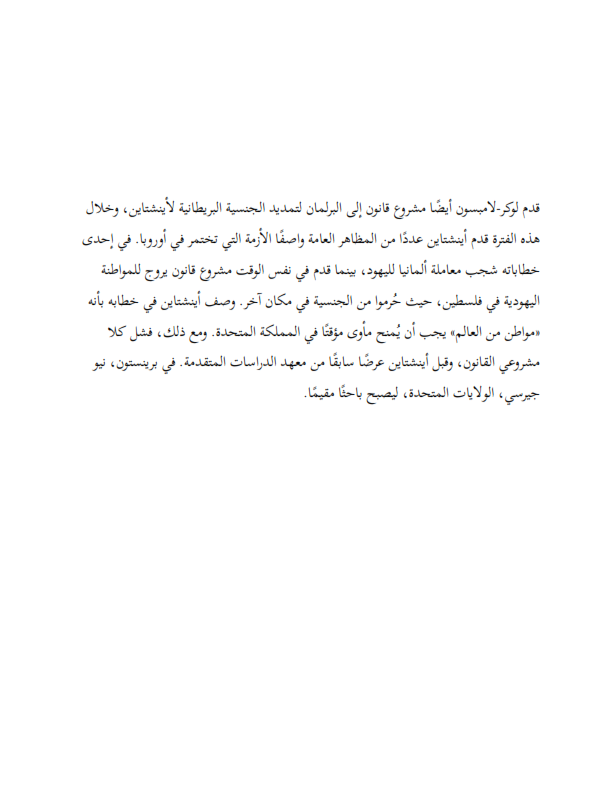 قدم لوكر-لامبسون أيضًا مشروع قانون إلى البرلمان لتمديد الجنسية البريطانية لأينشتاين، وخلال
هذه الفترة قدم أينشتاين عددًا من المظاهر العامة واصفًا الأزمة التي تختمر في أوروبا. في إحدى
خطاباته شجب معاملة ألمانيا لليهود، بينما قدم في نفس الوقت مشروع قانون يروج للمواطنة
اليهودية في فلسطين، حيث حُرموا من الجنسية في مكان آخر. وصف أينشتاين في خطابه بأنه
«مواطن من العالم» يجب أن يُمنح مأوى مؤقتًا في المملكة المتحدة. ومع ذلك، فشل كلا
مشروعي القانون، وقبل أينشتاين عرضًا سابقًا من معهد الدراسات المتقدمة. في برينستون، نيو
جيرسي، الولايات المتحدة، ليصبح باحثًا مقيمًا.